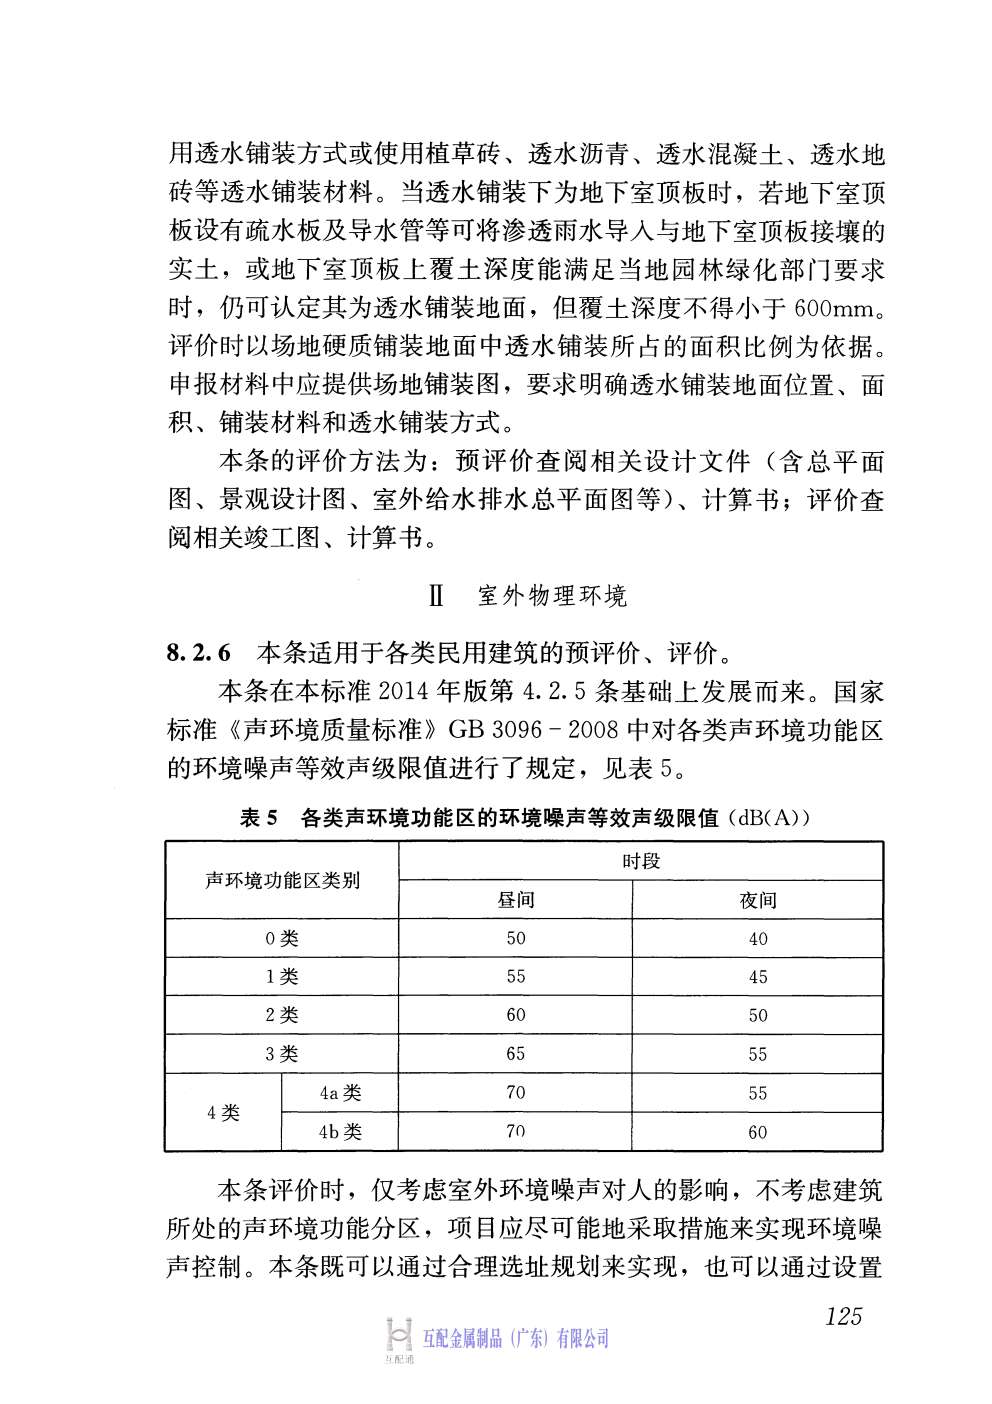 用透水铺装方式或使用植草砖、透水沥青、透水混凝土、透水地
砖等透水铺装材料。当透水铺装下为地下室顶板时，若地下室顶
板设有疏水板及导水管等可将渗透雨水导入与地下室顶板接壤的
实土，或地下室顶板上覆土深度能满足当地园林绿化部门要求
时，仍可认定其为透水铺装地面，但覆土深度不得小于 600mm。
评价时以场地硬质铺装地面中透水铺装所占的面积比例为依据。
申报材料中应提供场地铺装图，要求明确透水铺装地面位置、面
积、铺装材料和透水铺装方式。
本条的评价方法为：预评价查阅相关设计文件（含总平面
图、景观设计图、室外给水排水总平面图等）、计算书；评价查
阅相关竣工图、计算书。
Ⅱ 室外物理环境
8.2.6 本条适用于各类民用建筑的预评价、评价。
本条在本标准 2014 年版第 4.2.5 条基础上发展而来。国家
标准《声环境质量标准》GB 3096－2008 中对各类声环境功能区
的环境噪声等效声级限值进行了规定，见表 5。
表 5 各类声环境功能区的环境噪声等效声级限值（dB(A)）
声环境功能区类别 时段
昼间 夜间
0 类 50 40
1 类 55 45
2 类 60 50
3 类 65 55
4 类 4a 类 70 55
4b 类 70 60
本条评价时，仅考虑室外环境噪声对人的影响，不考虑建筑
所处的声环境功能分区，项目应尽可能地采取措施来实现环境噪
声控制。本条既可以通过合理选址规划来实现，也可以通过设置
125
互配金属制品（广东）有限公司
互配通